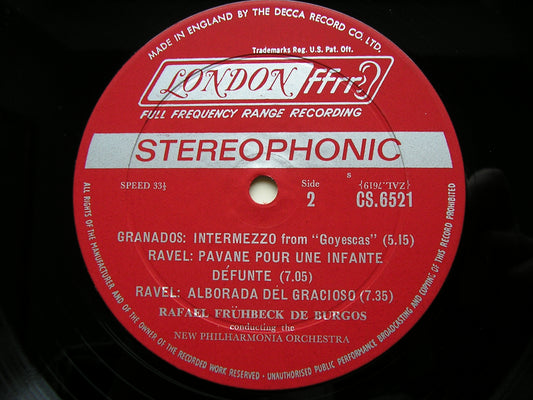 MADE IN ENGLAND BY THE DECCA RECORD CO. LTD.
Trademarks Reg. U.S. Pat. Off.
LONDON ffrr
FULL FREQUENCY RANGE RECORDING
STEREOPHONIC
SPEED 33⅓
Side
2
S
{ZAL.7619}
CS.6521
GRANADOS: INTERMEZZO from "Goyescas" (5.15)
RAVEL: PAVANE POUR UNE INFANTE
DÉFUNTE (7.05)
RAVEL: ALBORADA DEL GRACIOSO (7.35)
RAFAEL FRÜHBECK DE BURGOS
conducting the
NEW PHILHARMONIA ORCHESTRA
ALL RIGHTS OF THE MANUFACTURER AND OF THE OWNER OF THE RECORDED WORK RESERVED · UNAUTHORISED PUBLIC PERFORMANCE BROADCASTING AND COPYING OF THIS RECORD PROHIBITED